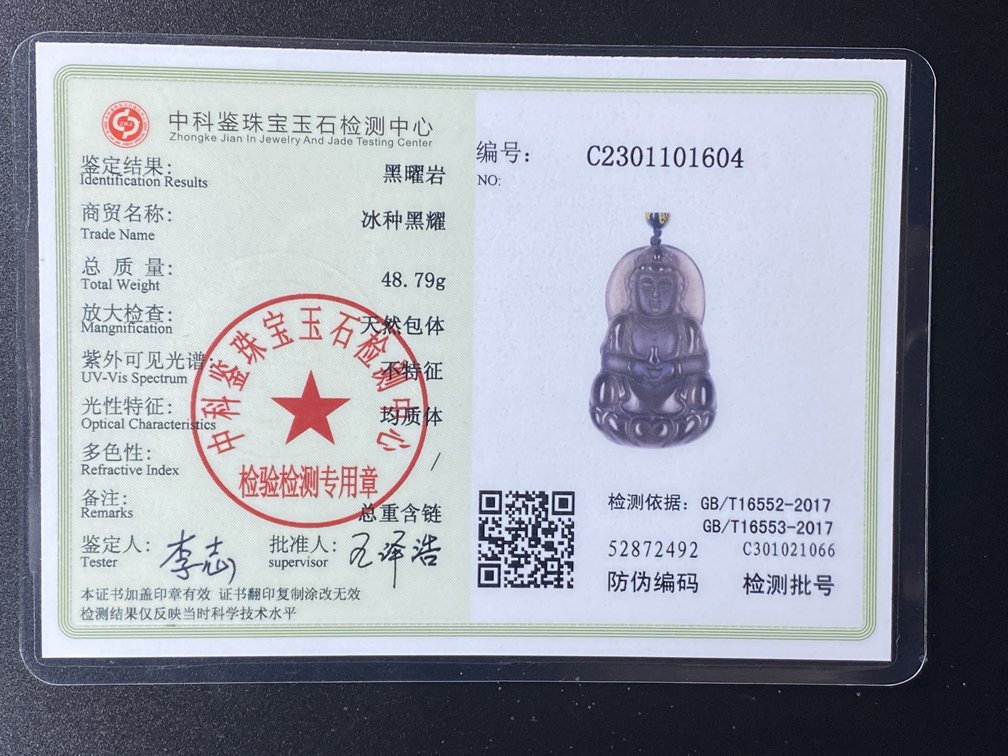 中科鉴珠宝玉石检测中心
Zhongke Jian In Jewelry And Jade Testing Center
鉴定结果: 黑曜岩
Identification Results
商贸名称: 冰种黑耀
Trade Name
总质量: 48.79g
Total Weight
放大检查: 天然包体
Mangnification
紫外可见光谱: 不特征
UV-Vis Spectrum
光性特征: 均质体
Optical Characteristics
多色性: /
Refractive Index
备注: 总重含链
Remarks
鉴定人: 李志 批准人: 王泽浩
Tester supervisor
本证书加盖印章有效 证书翻印复制涂改无效
检测结果仅反映当时科学技术水平
中科鉴珠宝玉石检测中心
检验检测专用章
编号: C2301101604
NO:
检测依据: GB/T16552-2017
GB/T16553-2017
52872492 C301021066
防伪编码 检测批号